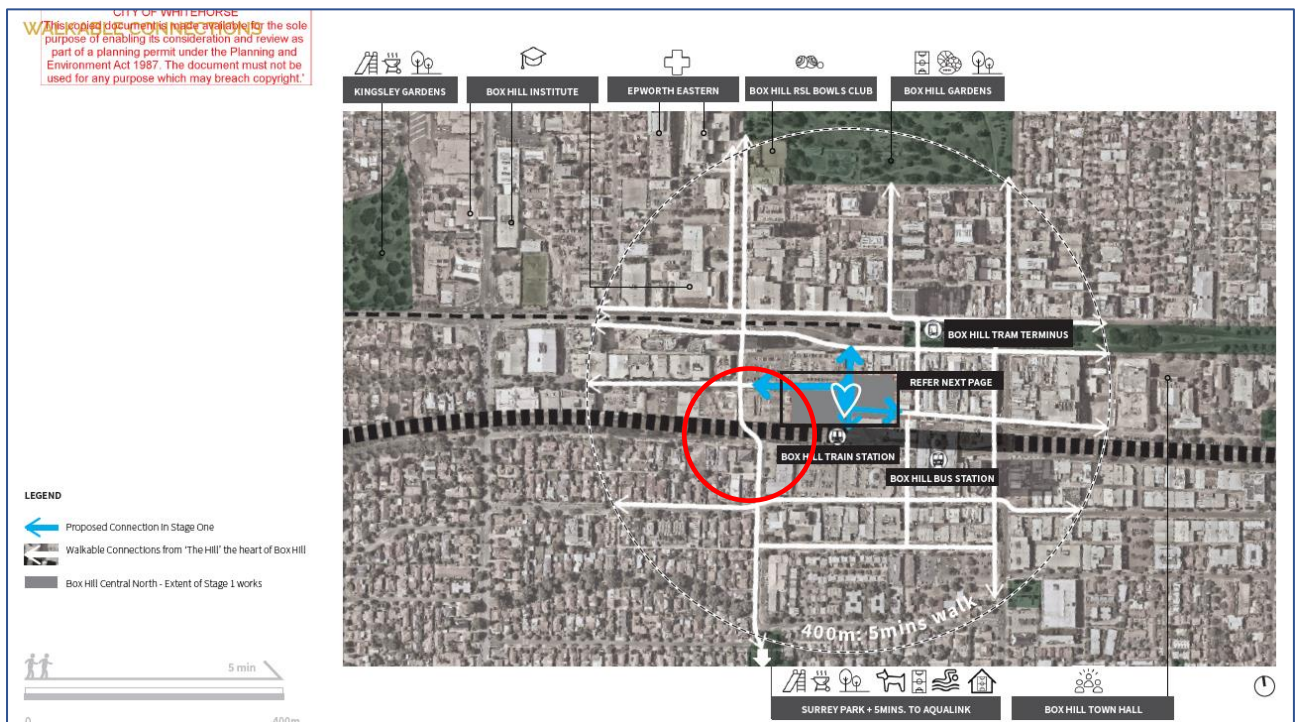 CITY OF WHITEHORSE
WALKABLE CONNECTIONS
'This copied document is made available for the sole
purpose of enabling its consideration and review as
part of a planning permit under the Planning and
Environment Act 1987. The document must not be
used for any purpose which may breach copyright.'
KINGSLEY GARDENS
BOX HILL INSTITUTE
EPWORTH EASTERN
BOX HILL RSL BOWLS CLUB
BOX HILL GARDENS
BOX HILL TRAM TERMINUS
REFER NEXT PAGE
BOX HILL TRAIN STATION
BOX HILL BUS STATION
LEGEND
Proposed Connection In Stage One
Walkable Connections from 'The Hill' the heart of Box Hill
Box Hill Central North - Extent of Stage 1 works
400m: 5mins walk
5 min
0
400m
SURREY PARK + 5MINS. TO AQUALINK
BOX HILL TOWN HALL